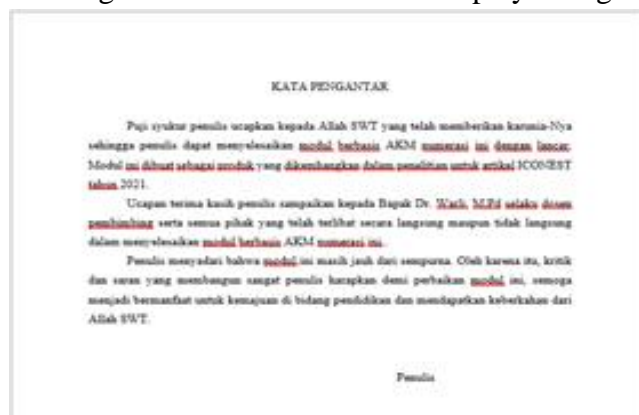 KATA PENGANTAR
Puji syukur penulis ucapkan kepada Allah SWT yang telah memberikan karunia-Nya
sehingga penulis dapat menyelesaikan modul berbasis AKM numerasi ini dengan lancar.
Modul ini dibuat sebagai produk yang dikembangkan dalam penelitian untuk artikel ICONEST
tahun 2021.
Ucapan terima kasih penulis sampaikan kepada Bapak Dr. Warli, M.Pd selaku dosen
pembimbing serta semua pihak yang telah terlibat secara langsung maupun tidak langsung
dalam menyelesaikan modul berbasis AKM numerasi ini.
Penulis menyadari bahwa modul ini masih jauh dari sempurna. Oleh karena itu, kritik
dan saran yang membangun sangat penulis harapkan demi perbaikan modul ini, semoga
menjadi bermanfaat untuk kemajuan di bidang pendidikan dan mendapatkan keberkahan dari
Allah SWT.
Penulis